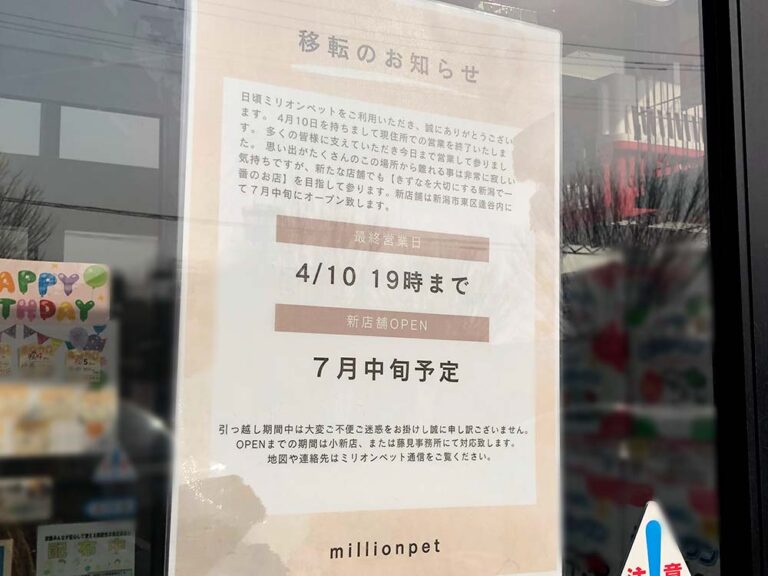 移転のお知らせ
日頃ミリオンペットをご利用いただき、誠にありがとうござい
ます。 4月10日を持ちまして現住所での営業を終了いたしま
す。 多くの皆様に支えていただき今日まで営業して参りまし
た。 思い出がたくさんのこの場所から離れる事は非常に寂しい
気持ちですが、新たな店舗でも【きずなを大切にする新潟で一
番のお店】を目指して参ります。新店舗は新潟市東区逢谷内に
て７月中旬にオープン致します。
最終営業日
4/10 19時まで
新店舗OPEN
７月中旬予定
引っ越し期間中は大変ご不便ご迷惑をお掛けし誠に申し訳ございません。
OPENまでの期間は小新店、または藤見事務所にて対応致します。
地図や連絡先はミリオンペット通信をご覧ください。
millionpet
HAPPY
BIRTHDAY
配布中
注意